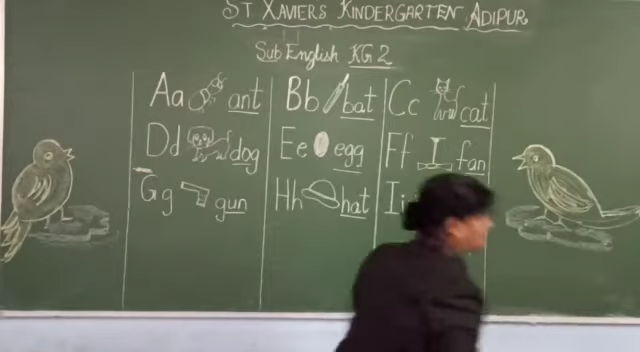 ST XAVIERS KINDERGARTEN, ADIPUR
Sub English KG 2
Aa ant Bb bat Cc cat
Dd dog Ee egg Ff fan
Gg gun Hh hat Ii